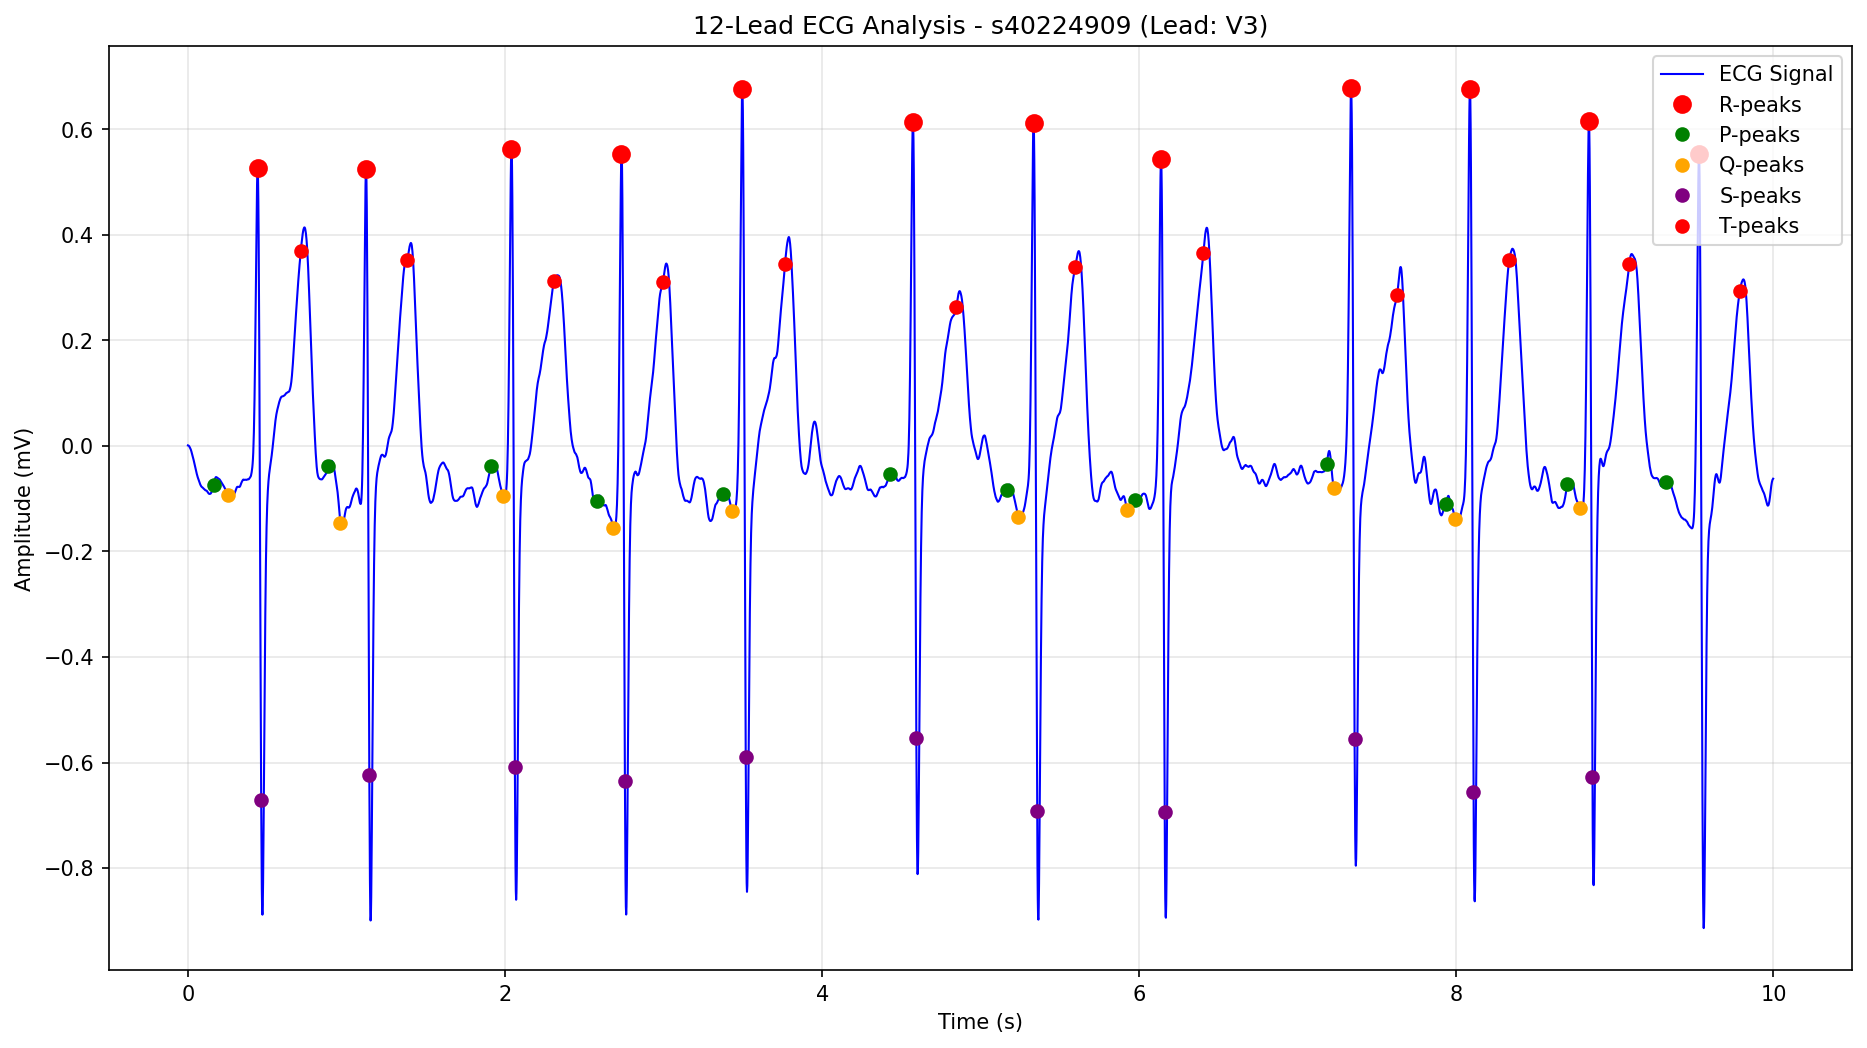 12-Lead ECG Analysis - s40224909 (Lead: V3)
ECG Signal
R-peaks
P-peaks
Q-peaks
S-peaks
T-peaks
Amplitude (mV)
0.6
0.4
0.2
0.0
−0.2
−0.4
−0.6
−0.8
0 2 4 6 8 10
Time (s)